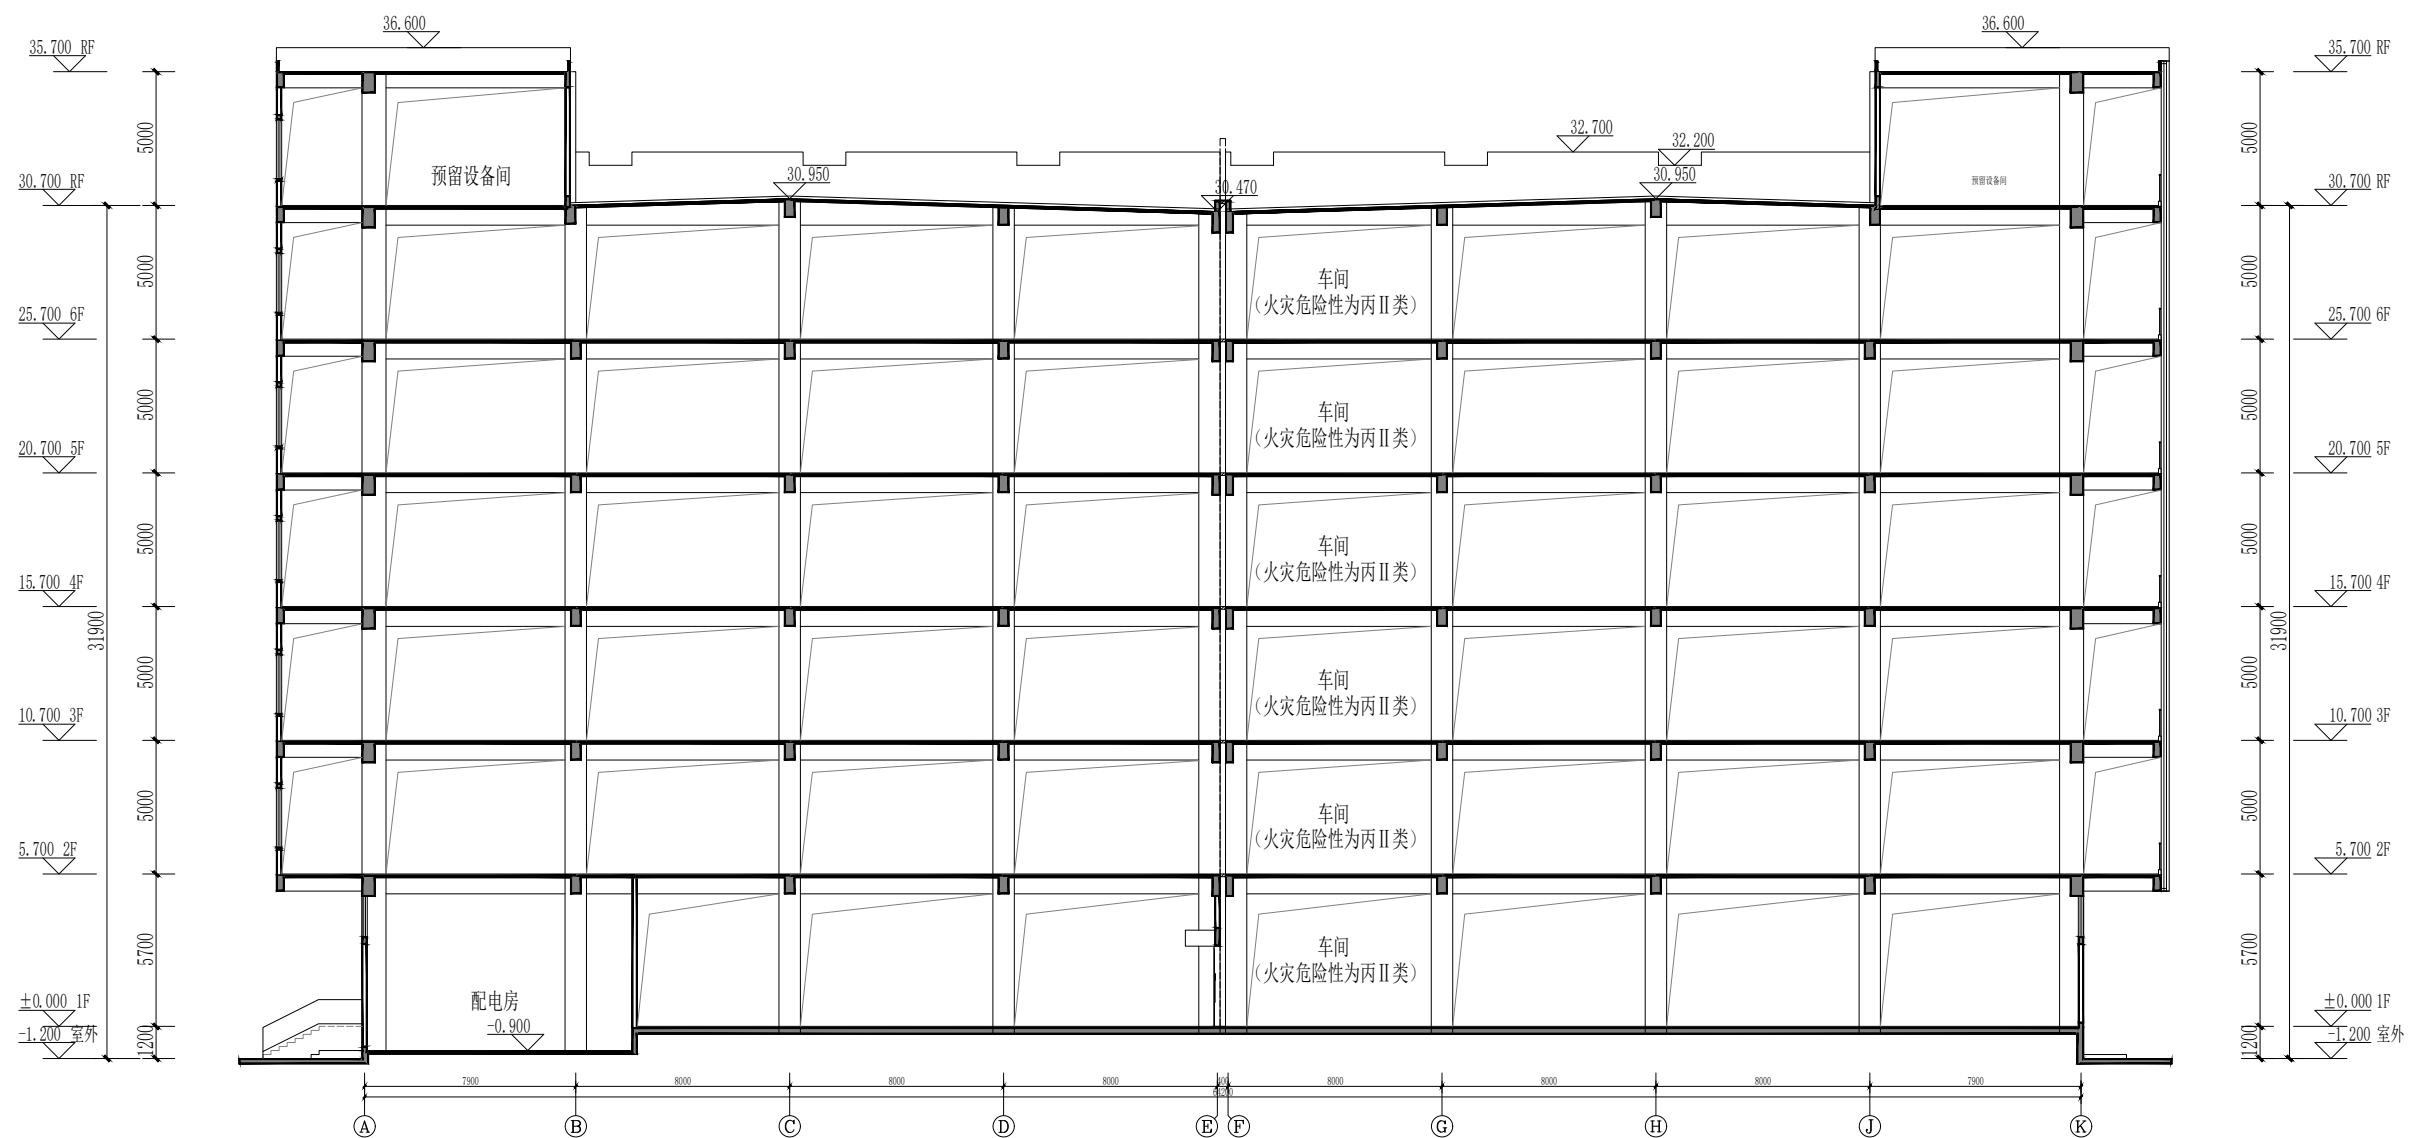 36.600
36.600
35.700 RF
35.700 RF
5000
5000
32.700
32.200
预留设备间
预留设备间
30.950
30.950
30.700 RF
30.470
30.700 RF
5000
5000
车间
(火灾危险性为丙Ⅱ类)
25.700 6F
25.700 6F
5000
5000
车间
(火灾危险性为丙Ⅱ类)
20.700 5F
20.700 5F
5000
5000
车间
(火灾危险性为丙Ⅱ类)
15.700 4F
15.700 4F
31900
31900
5000
5000
车间
(火灾危险性为丙Ⅱ类)
10.700 3F
10.700 3F
5000
5000
车间
(火灾危险性为丙Ⅱ类)
5.700 2F
5.700 2F
5700
5700
车间
(火灾危险性为丙Ⅱ类)
配电房
±0.000 1F
±0.000 1F
-0.900
-1.200 室外
-1.200 室外
1200
1200
7900 8000 8000 8000 400 8000 8000 8000 7900
64200
A B C D E F G H J K